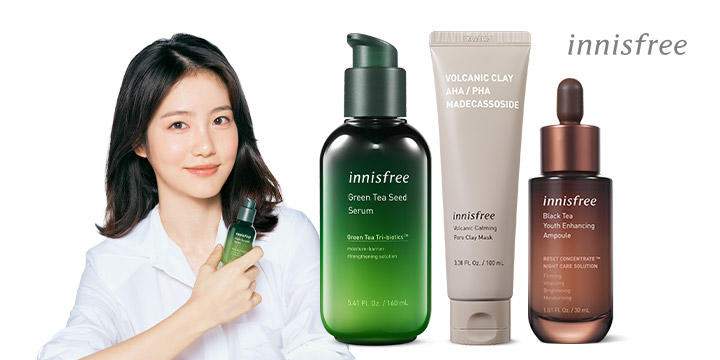 innisfree
innisfree
Green Tea Seed
Serum
Green Tea Tri-biotics™
moisture-barrier
strengthening solution
5.41 FL. Oz. / 160 mL
VOLCANIC CLAY
AHA / PHA
MADECASSOSIDE
innisfree
Volcanic Calming
Pore Clay Mask
3.38 FL. Oz. / 100 mL
innisfree
Black Tea
Youth Enhancing
Ampoule
RESET CONCENTRATE™
NIGHT CARE SOLUTION
Firming
Vitalizing
Brightening
Moisturising
1.01 FL. Oz. / 30 mL
innisfree